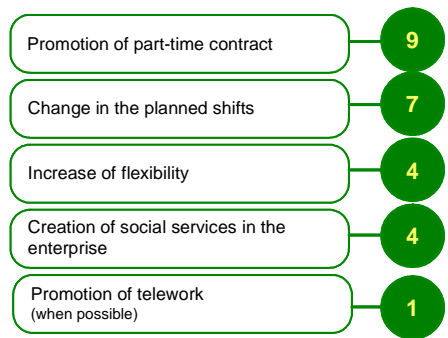 Promotion of part-time contract
9
Change in the planned shifts
7
Increase of flexibility
4
Creation of social services in the
enterprise
4
Promotion of telework
(when possible)
1